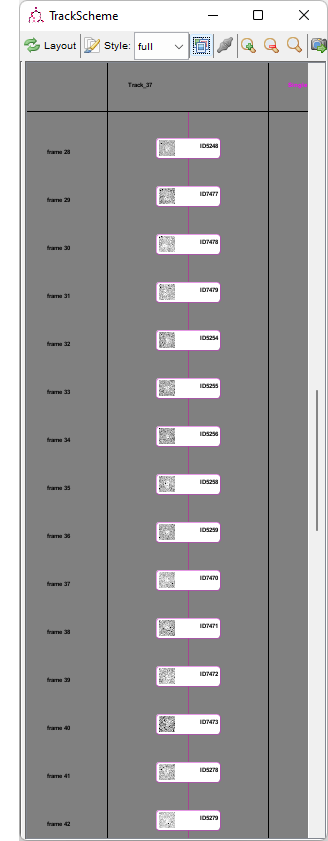 TrackScheme
Layout Style: full
Track_37
frame 28 ID5248
frame 29 ID7477
frame 30 ID7478
frame 31 ID7479
frame 32 ID5254
frame 33 ID5255
frame 34 ID5256
frame 35 ID5258
frame 36 ID5259
frame 37 ID7470
frame 38 ID7471
frame 39 ID7472
frame 40 ID7473
frame 41 ID5278
frame 42 ID5279